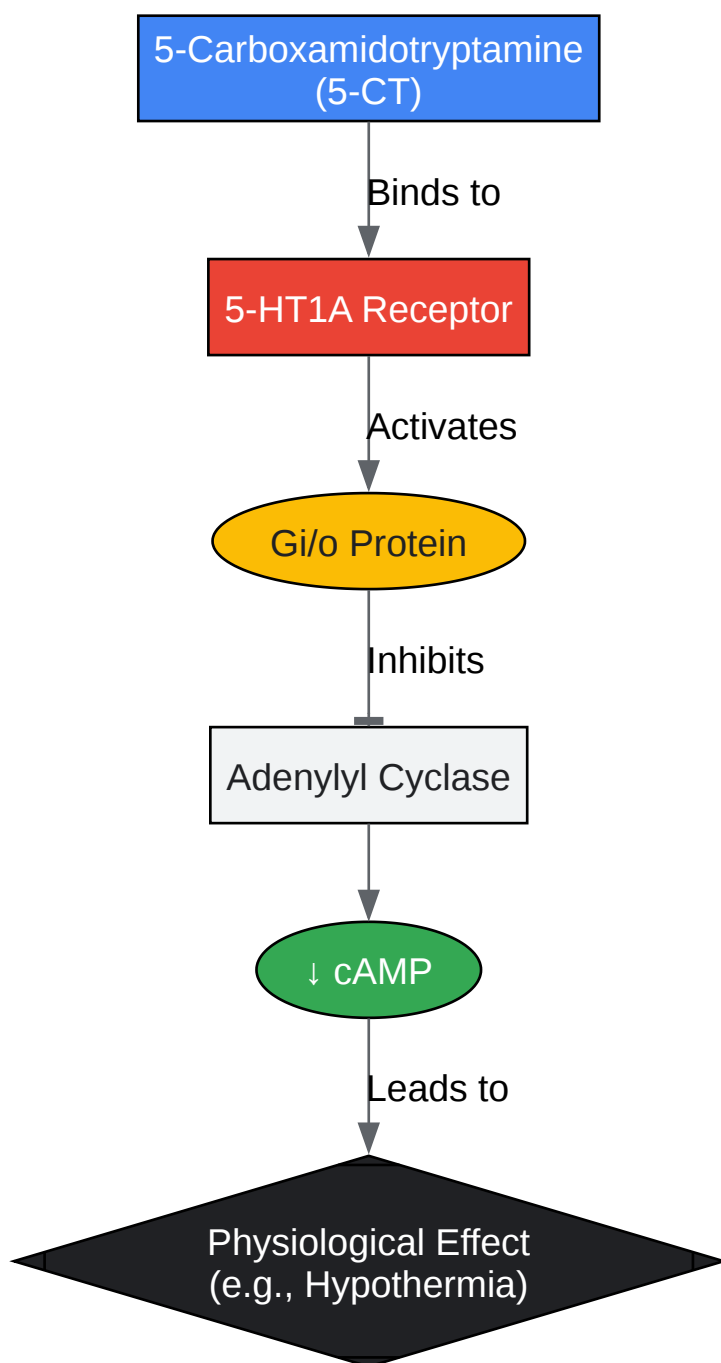 5-Carboxamidotryptamine
(5-CT)
Binds to
5-HT1A Receptor
Activates
Gi/o Protein
Inhibits
Adenylyl Cyclase
↓ cAMP
Leads to
Physiological Effect
(e.g., Hypothermia)